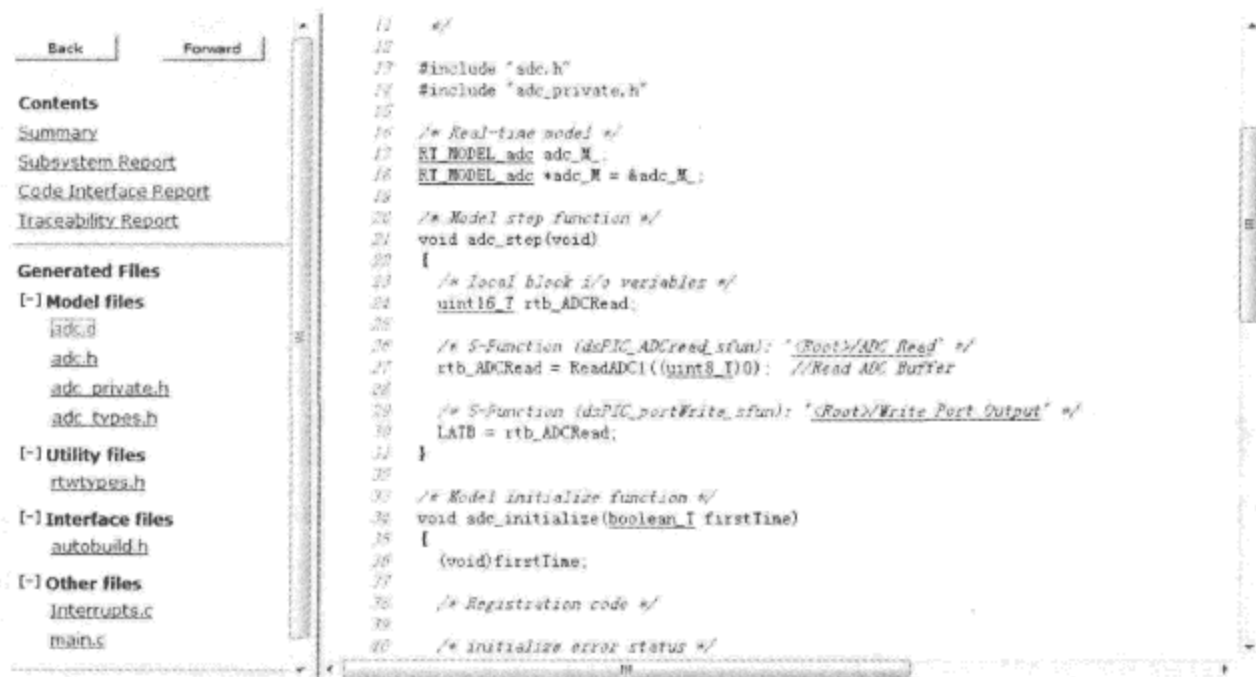 Back
Forward
Contents
Summary
Subsystem Report
Code Interface Report
Traceability Report
Generated Files
[-] Model files
adc.c
adc.h
adc_private.h
adc_types.h
[-] Utility files
rtwtypes.h
[-] Interface files
autobuild.h
[-] Other files
Interrupts.c
main.c
11 */
12
13 #include "adc.h"
14 #include "adc_private.h"
15
16 /* Real-time model */
17 RT_MODEL_adc adc_M_;
18 RT_MODEL_adc *adc_M = &adc_M_;
19
20 /* Model step function */
21 void adc_step(void)
22 {
23 /* local block i/o variables */
24 uint16_T rtb_ADCRead;
25
26 /* S-Function (dsPIC_ADCread_sfun): '<Root>/ADC Read' */
27 rtb_ADCRead = ReadADC1((uint8_T)0); //Read ADC Buffer
28
29 /* S-Function (dsPIC_portWrite_sfun): '<Root>/Write Port Output' */
30 LATB = rtb_ADCRead;
31 }
32
33 /* Model initialize function */
34 void adc_initialize(boolean_T firstTime)
35 {
36 (void)firstTime;
37
38 /* Registration code */
39
40 /* initialize error status */